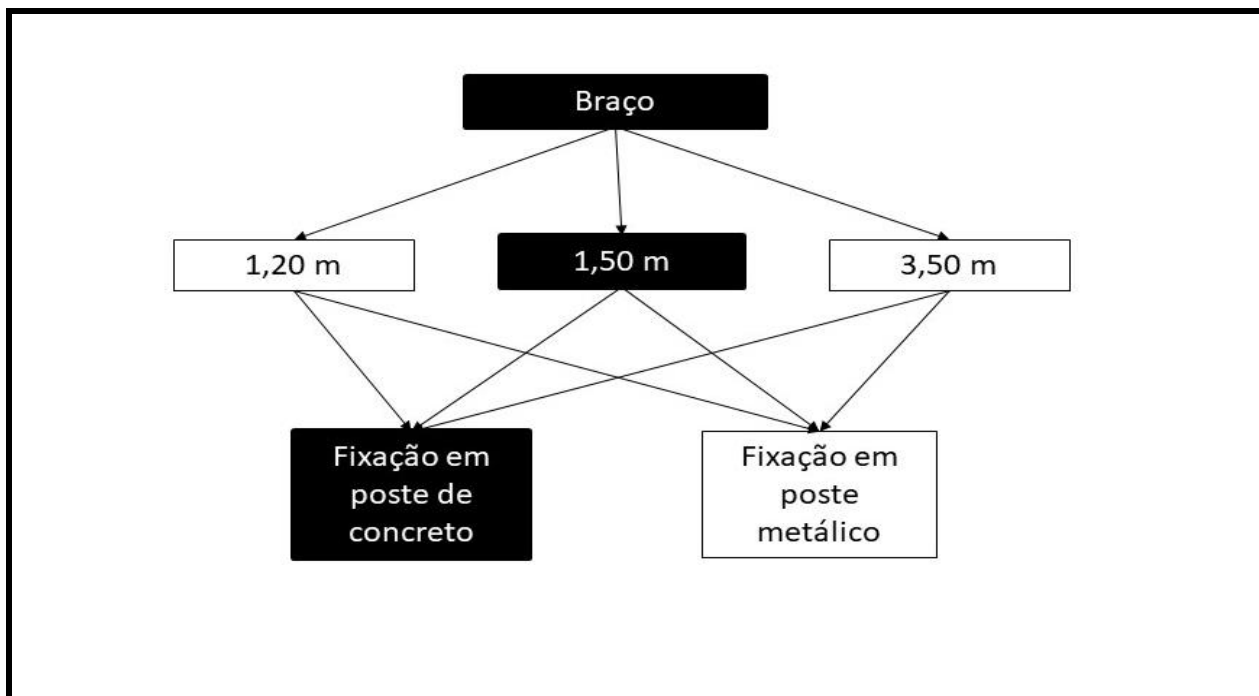 Braço
1,20 m
1,50 m
3,50 m
Fixação em
poste de
concreto
Fixação em
poste
metálico